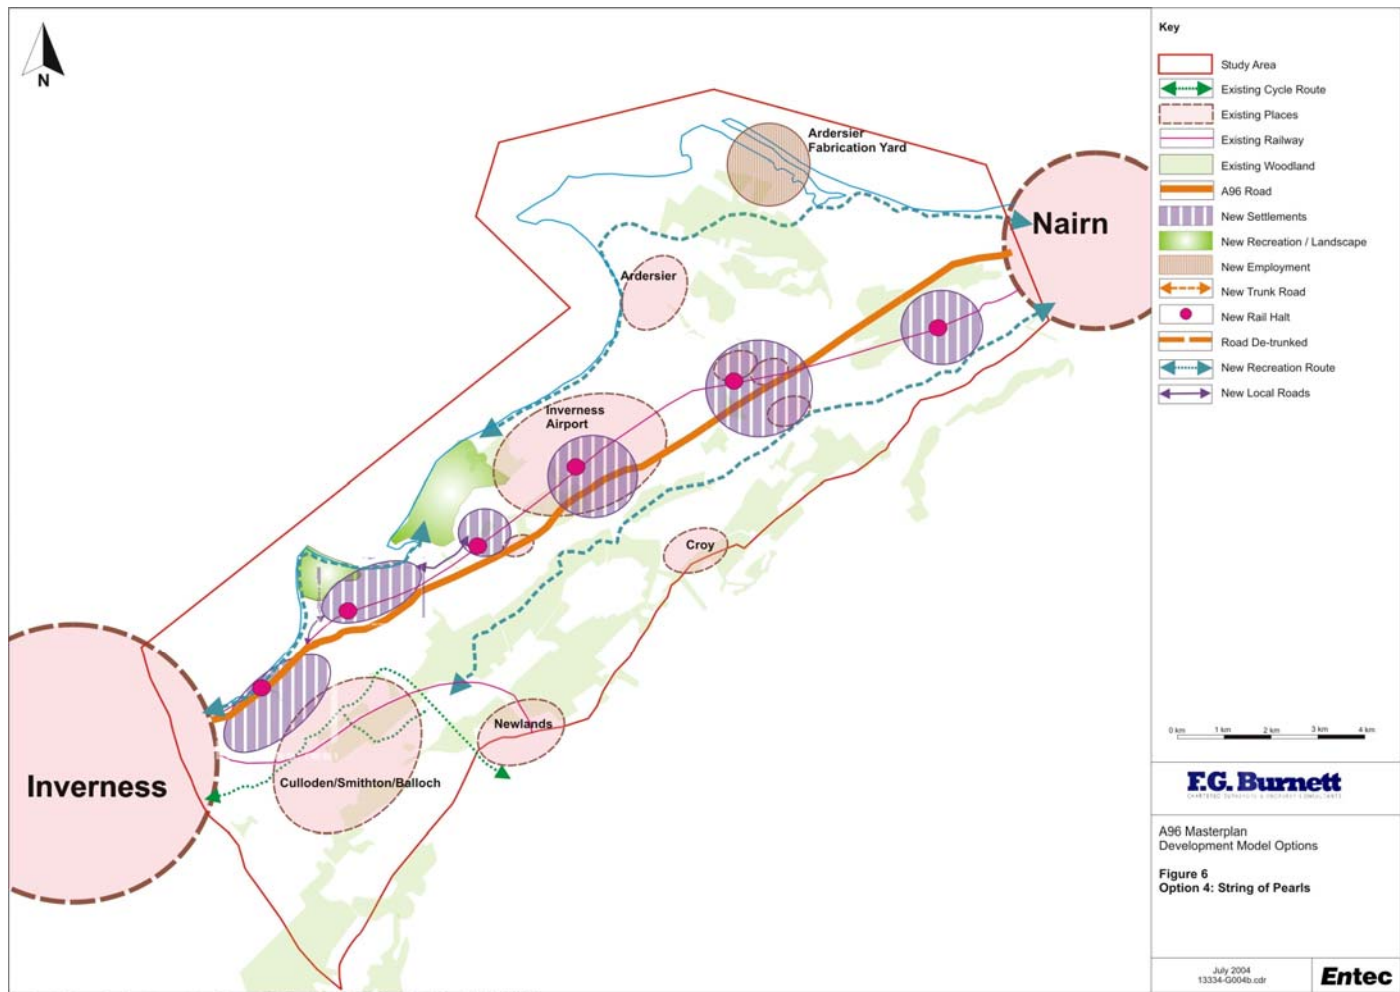 N
Ardersier
Fabrication Yard
Nairn
Ardersier
Inverness
Airport
Croy
Newlands
Culloden/Smithton/Balloch
Inverness
Key
Study Area
Existing Cycle Route
Existing Places
Existing Railway
Existing Woodland
A96 Road
New Settlements
New Recreation / Landscape
New Employment
New Trunk Road
New Rail Halt
Road De-trunked
New Recreation Route
New Local Roads
0 km 1 km 2 km 3 km 4 km
F.G. Burnett
CHARTERED SURVEYORS & PROPERTY CONSULTANTS
A96 Masterplan
Development Model Options
Figure 6
Option 4: String of Pearls
July 2004
13334-G004b.cdr
Entec